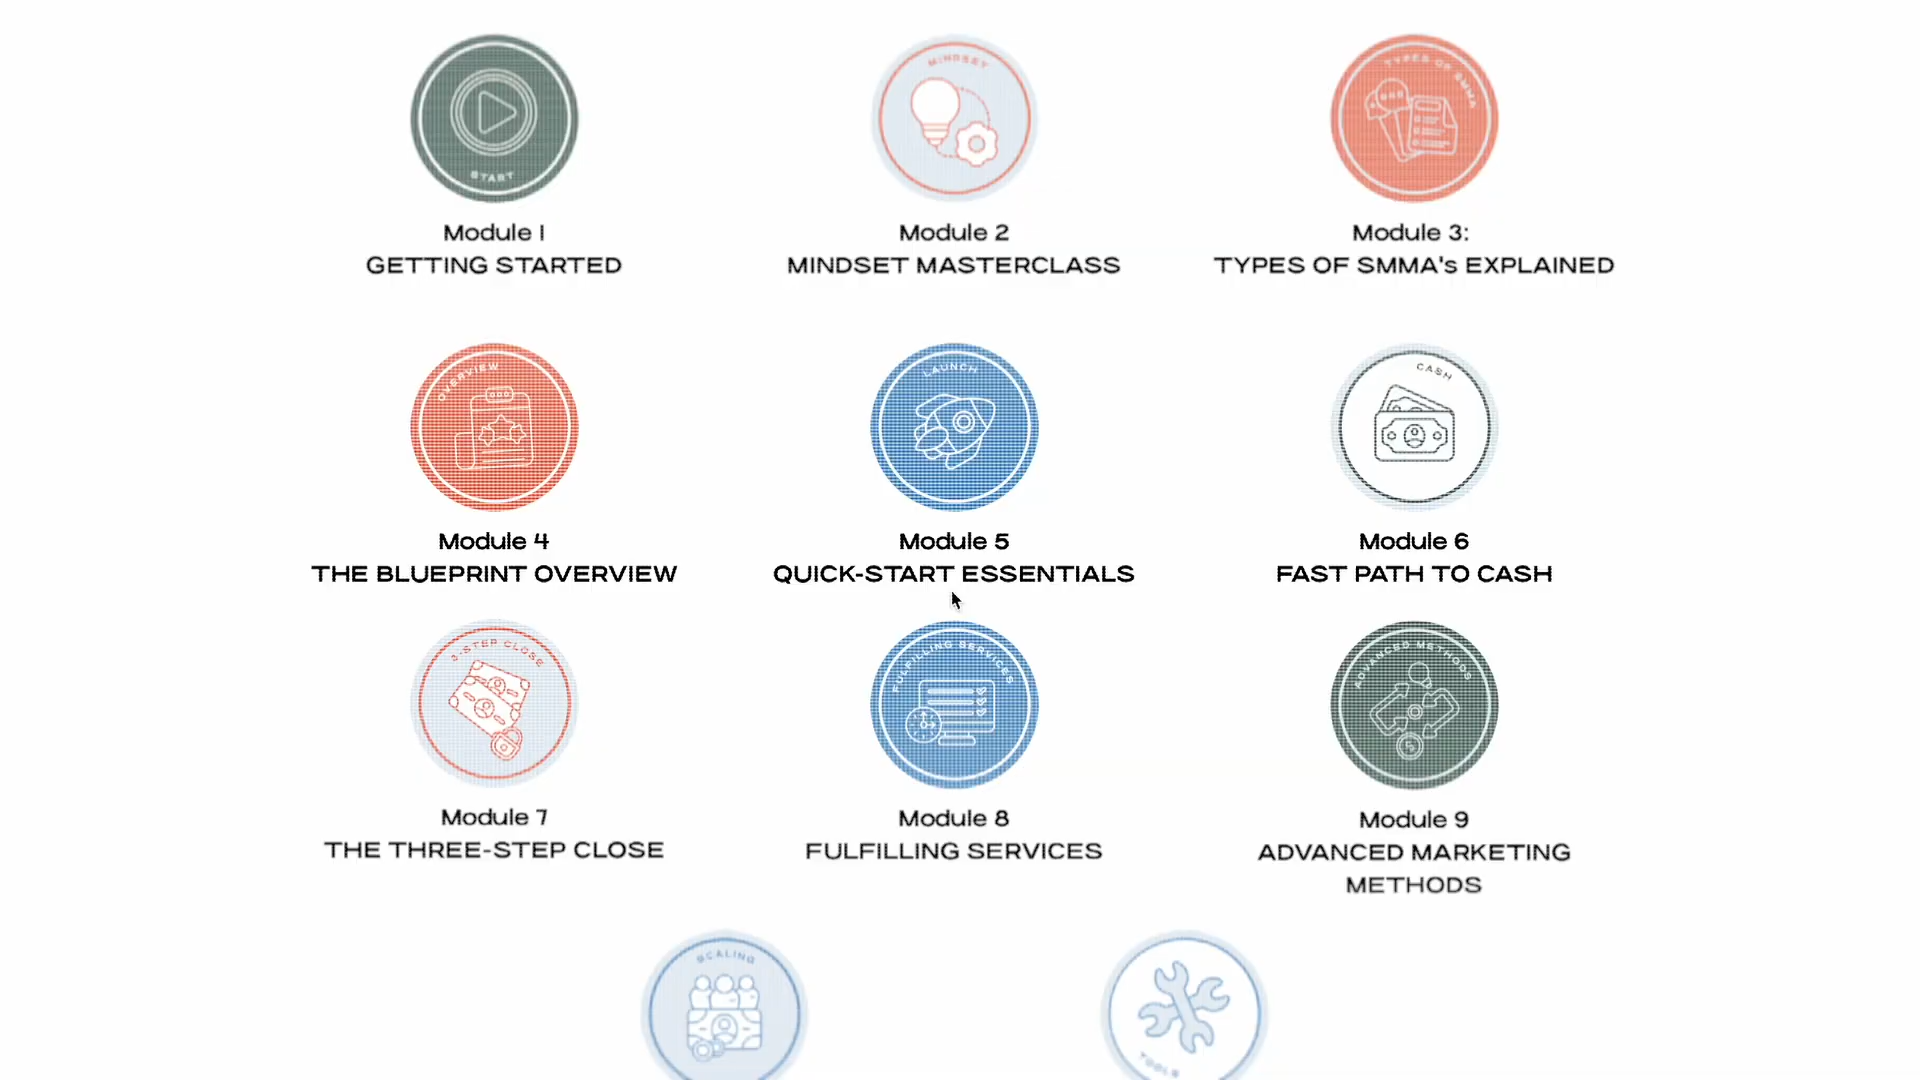 START
MINDSET
TYPES OF SMMA
Module 1
GETTING STARTED
Module 2
MINDSET MASTERCLASS
Module 3:
TYPES OF SMMA's EXPLAINED
OVERVIEW
LAUNCH
CASH
Module 4
THE BLUEPRINT OVERVIEW
Module 5
QUICK-START ESSENTIALS
Module 6
FAST PATH TO CASH
3-STEP CLOSE
FULFILLING SERVICES
ADVANCED METHODS
Module 7
THE THREE-STEP CLOSE
Module 8
FULFILLING SERVICES
Module 9
ADVANCED MARKETING
METHODS
SCALING
TOOLS